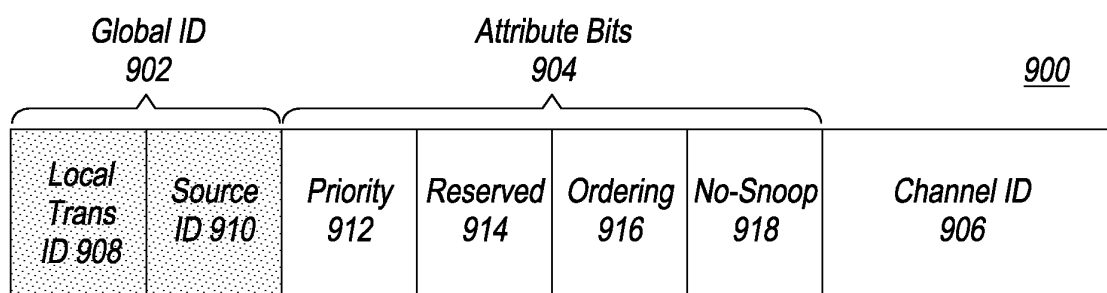 Global ID
902
Attribute Bits
904
900
Local
Trans
ID 908
Source
ID 910
Priority
912
Reserved
914
Ordering
916
No-Snoop
918
Channel ID
906